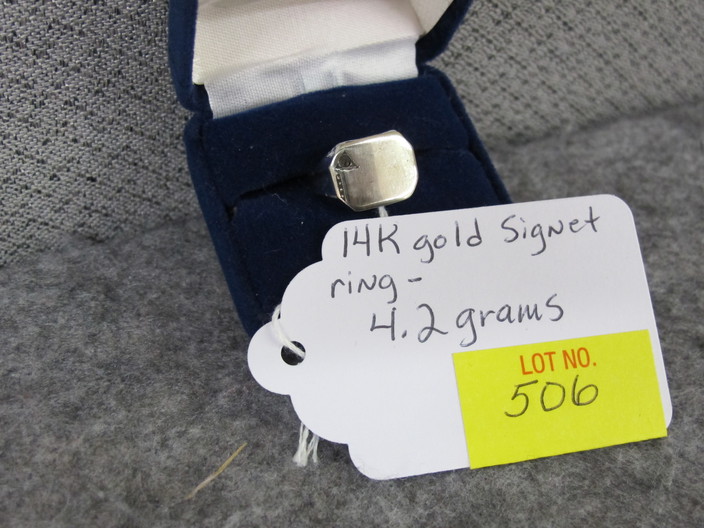 14K gold Signet
ring -
4.2 grams
LOT NO.
506